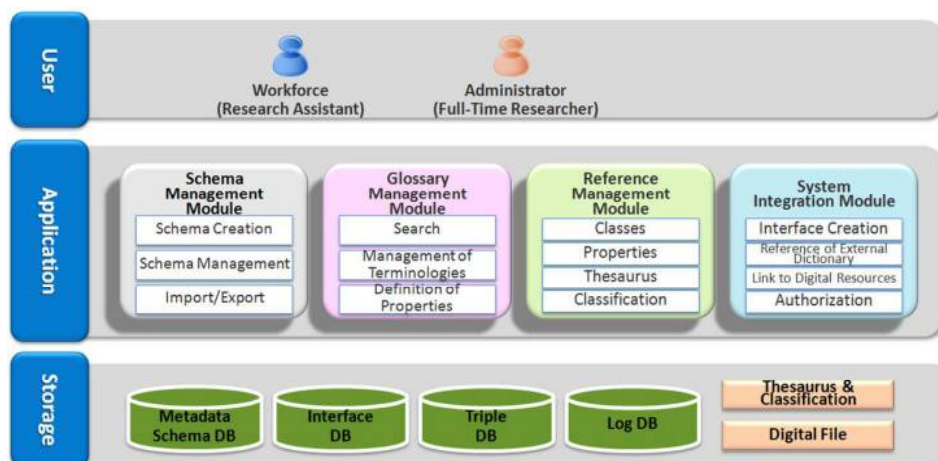 User
Workforce
(Research Assistant)
Administrator
(Full-Time Researcher)
Application
Schema
Management
Module
Schema Creation
Schema Management
Import/Export
Glossary
Management
Module
Search
Management of
Terminologies
Definition of
Properties
Reference
Management
Module
Classes
Properties
Thesaurus
Classification
System
Integration Module
Interface Creation
Reference of External
Dictionary
Link to Digital Resources
Authorization
Storage
Metadata
Schema DB
Interface
DB
Triple
DB
Log DB
Thesaurus &
Classification
Digital File